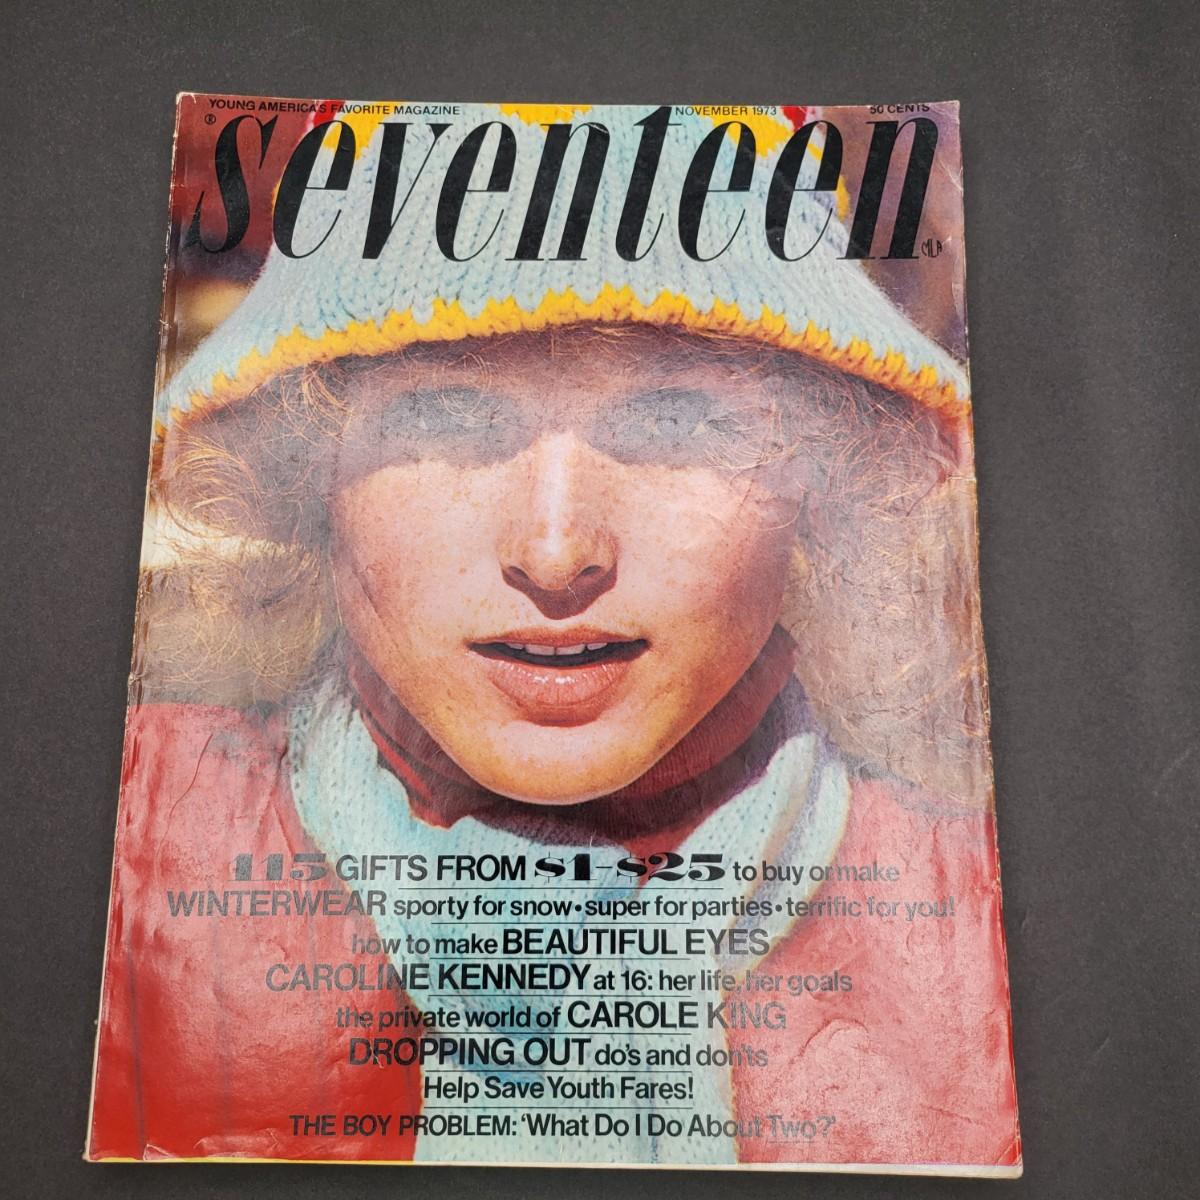 YOUNG AMERICA'S FAVORITE MAGAZINE NOVEMBER 1973 50 CENTS
® seventeen
MLA
115 GIFTS FROM $1-$25 to buy or make
WINTERWEAR sporty for snow•super for parties•terrific for you!
how to make BEAUTIFUL EYES
CAROLINE KENNEDY at 16: her life, her goals
the private world of CAROLE KING
DROPPING OUT do's and don'ts
Help Save Youth Fares!
THE BOY PROBLEM: 'What Do I Do About Two?'